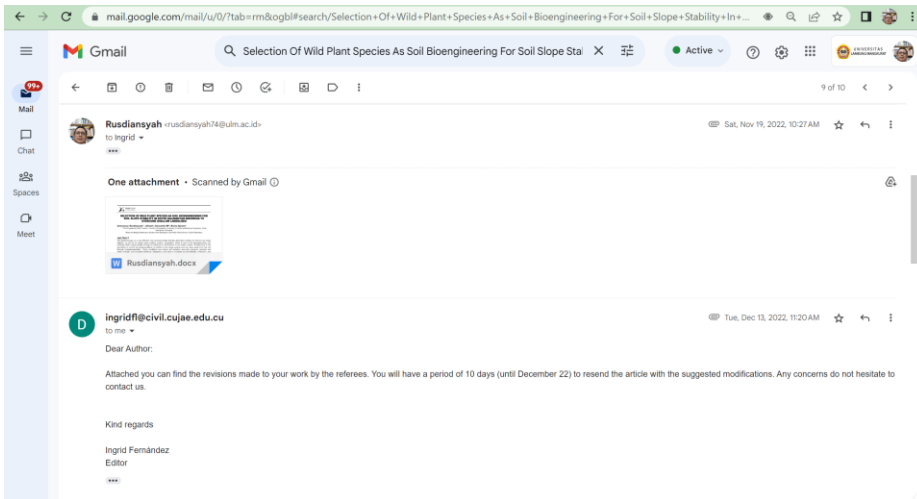 mail.google.com/mail/u/0/?tab=rm&ogbl#search/Selection+Of+Wild+Plant+Species+As+Soil+Bioengineering+For+Soil+Slope+Stability+In+...
Gmail
Selection Of Wild Plant Species As Soil Bioengineering For Soil Slope Stal
Active
UNIVERSITAS
LAMBUNG MANGKURAT
99+
Mail
Chat
Spaces
Meet
9 of 10
Rusdiansyah <rusdiansyah74@ulm.ac.id>
Sat, Nov 19, 2022, 10:27 AM
to Ingrid
One attachment • Scanned by Gmail
W Rusdiansyah.docx
D
ingridfl@civil.cujae.edu.cu
Tue, Dec 13, 2022, 11:20 AM
to me
Dear Author:
Attached you can find the revisions made to your work by the referees. You will have a period of 10 days (until December 22) to resend the article with the suggested modifications. Any concerns do not hesitate to
contact us.
Kind regards
Ingrid Fernández
Editor